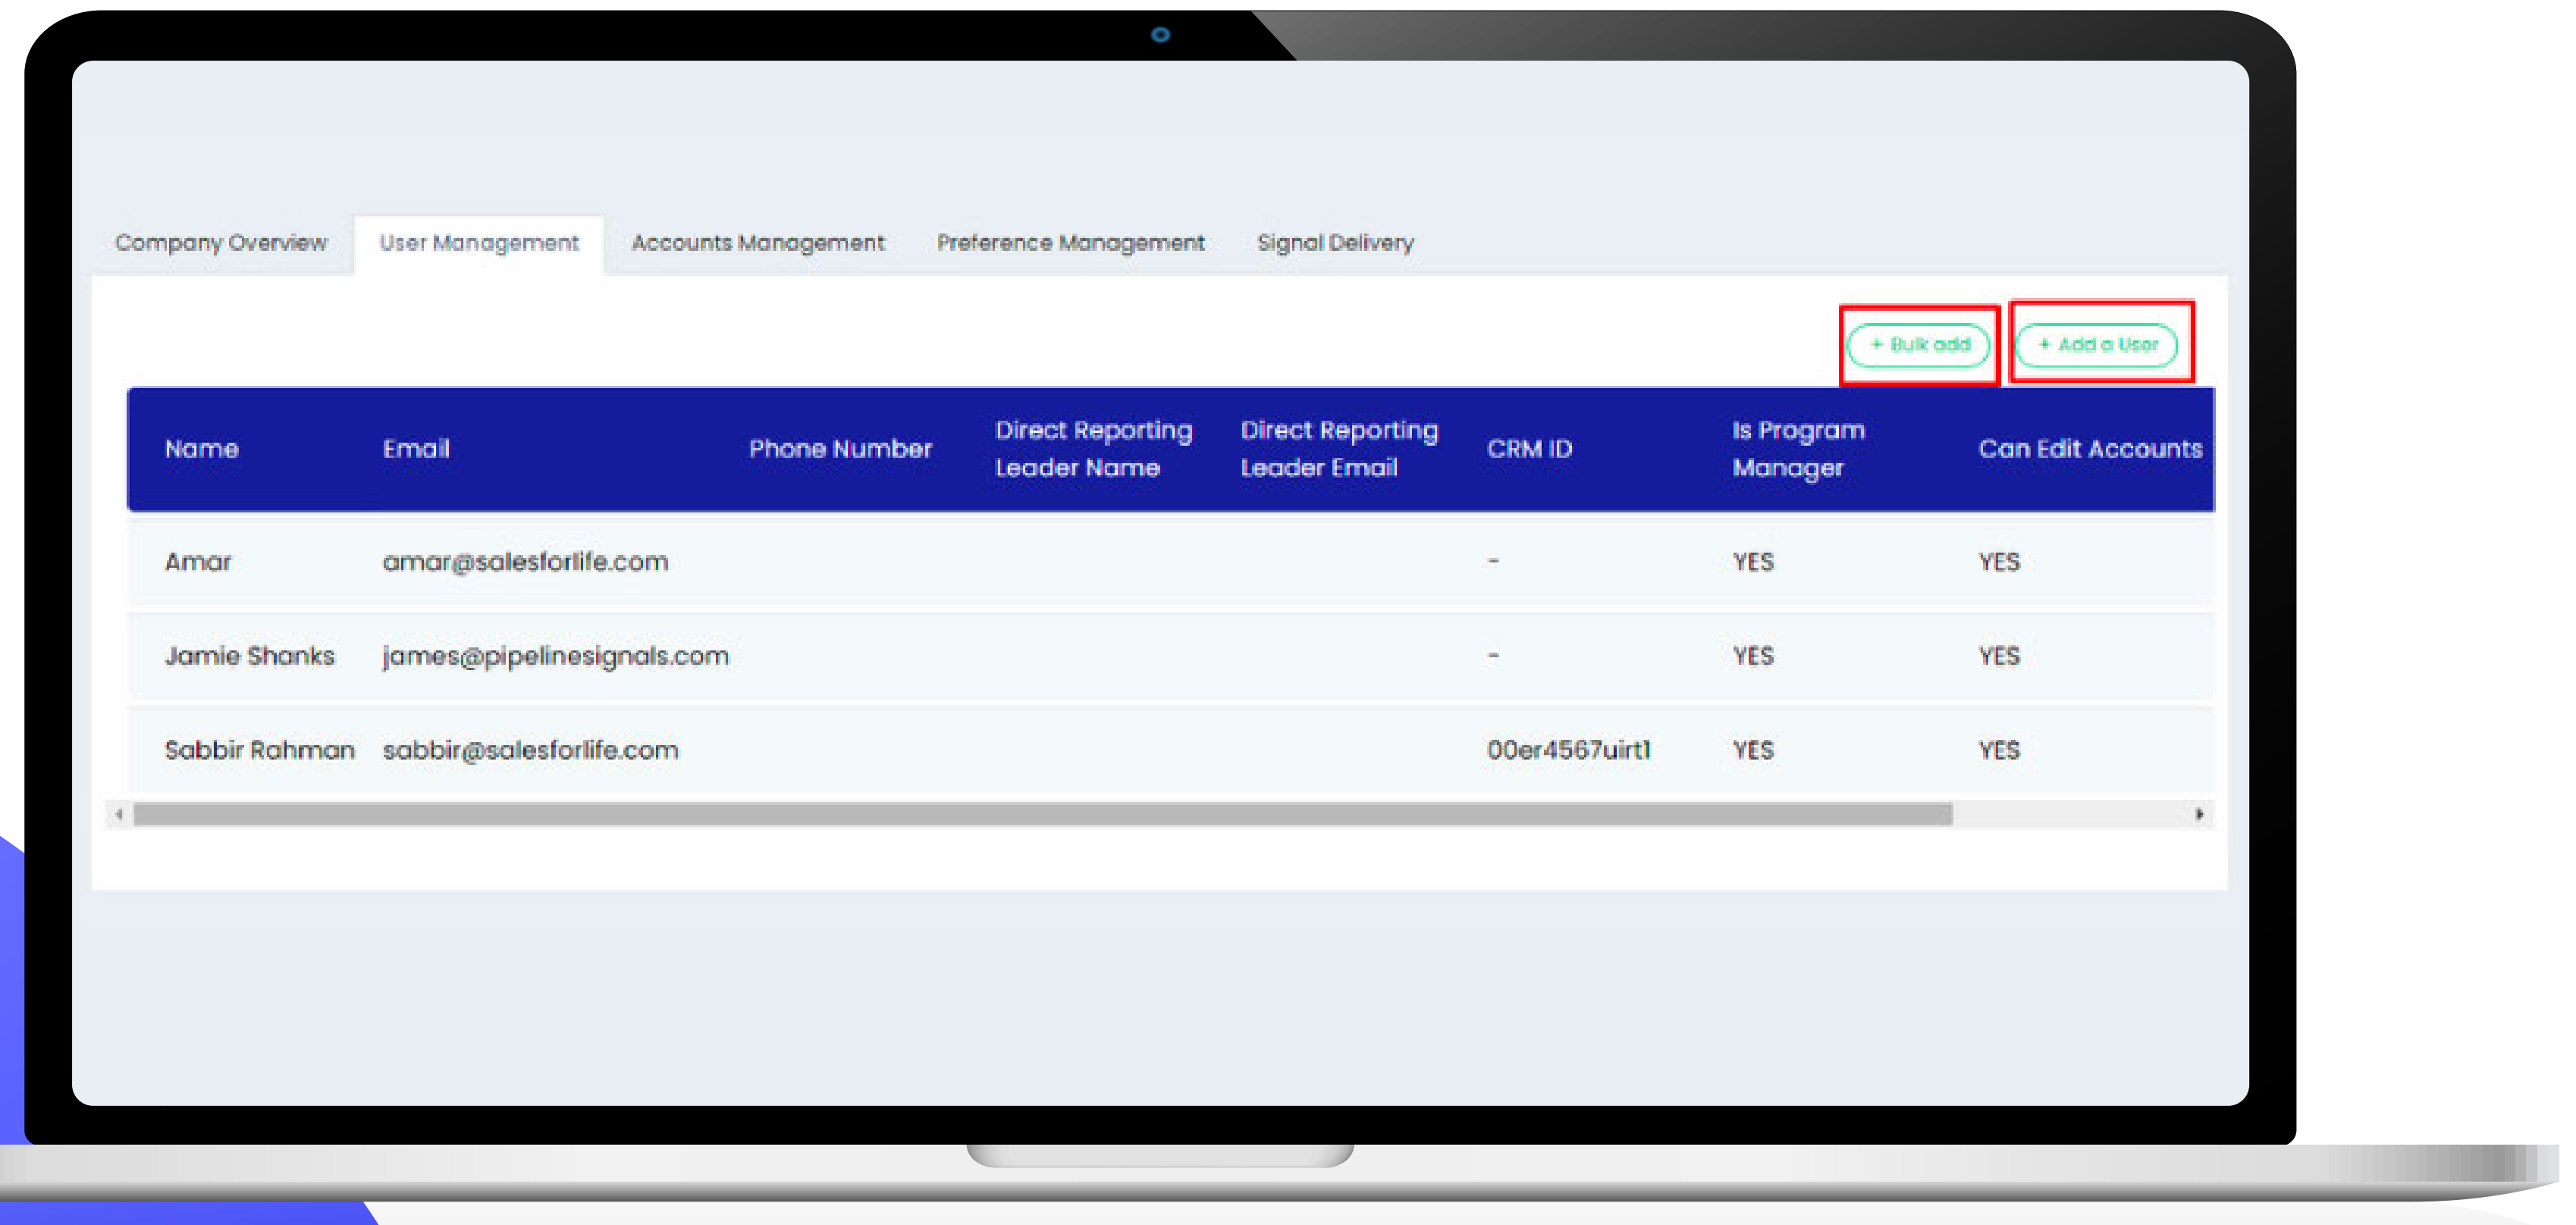 Company Overview User Management Accounts Management Preference Management Signal Delivery
+ Bulk add + Add a User
Name Email Phone Number Direct Reporting Leader Name Direct Reporting Leader Email CRM ID Is Program Manager Can Edit Accounts
Amar amar@salesforlife.com - YES YES
Jamie Shanks james@pipelinesignals.com - YES YES
Sabbir Rahman sabbir@salesforlife.com 00er4567uirt1 YES YES